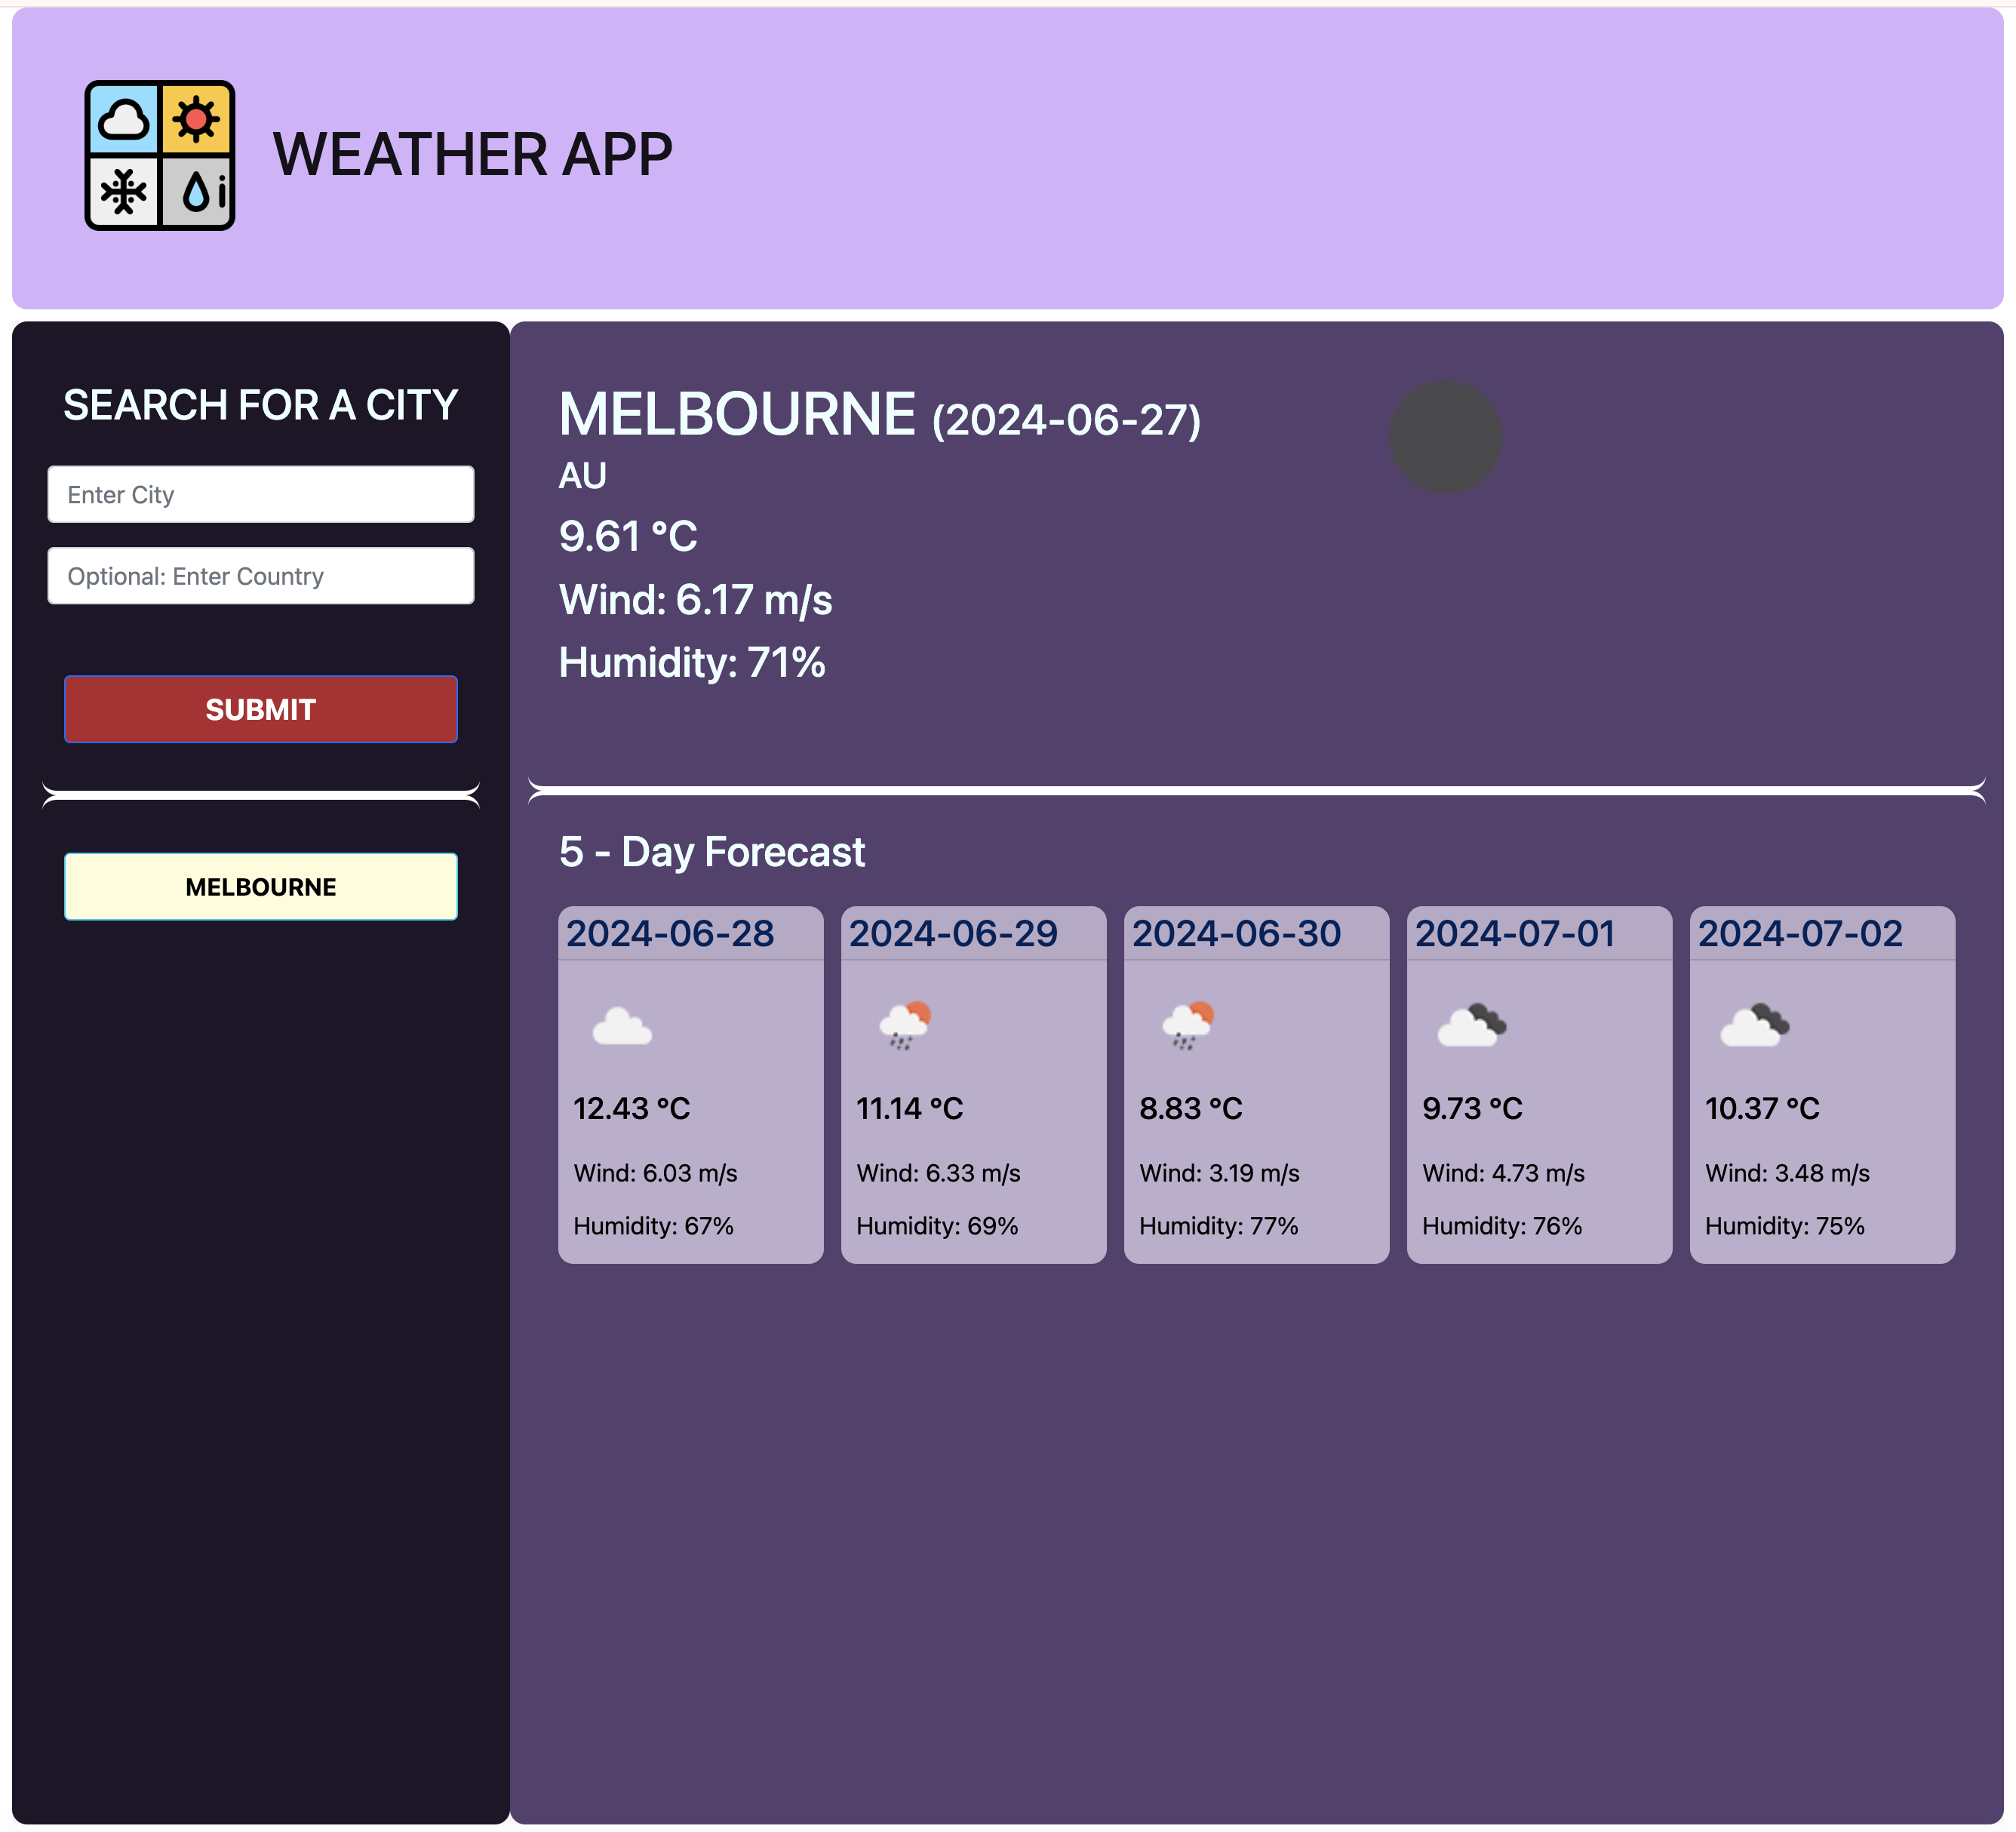 i
WEATHER APP
SEARCH FOR A CITY
Enter City
Optional: Enter Country
SUBMIT
MELBOURNE
MELBOURNE (2024-06-27)
AU
9.61 °C
Wind: 6.17 m/s
Humidity: 71%
5 - Day Forecast
2024-06-28
12.43 °C
Wind: 6.03 m/s
Humidity: 67%
2024-06-29
11.14 °C
Wind: 6.33 m/s
Humidity: 69%
2024-06-30
8.83 °C
Wind: 3.19 m/s
Humidity: 77%
2024-07-01
9.73 °C
Wind: 4.73 m/s
Humidity: 76%
2024-07-02
10.37 °C
Wind: 3.48 m/s
Humidity: 75%